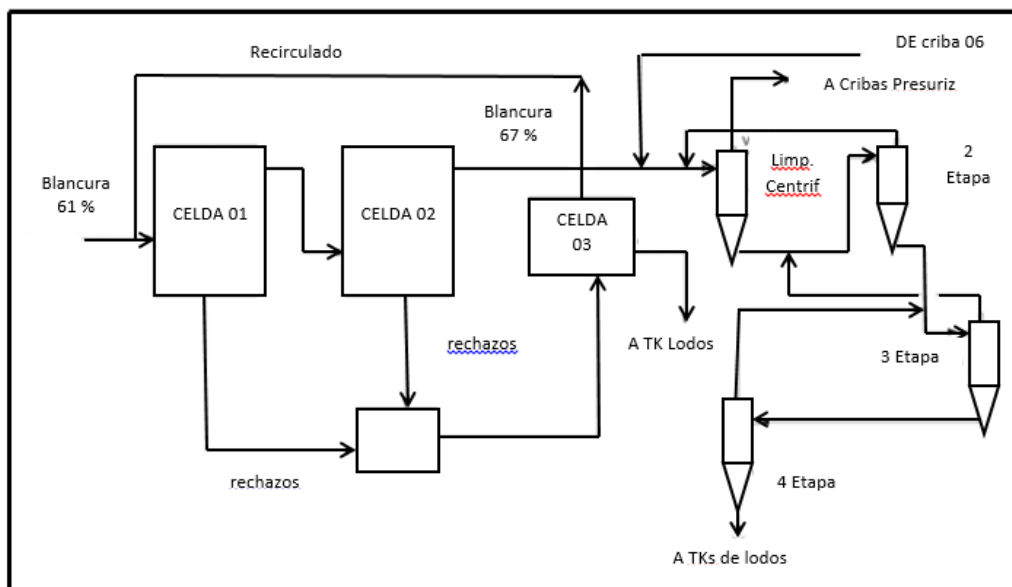 DE criba 06
Recirculado
A Cribas Presuriz
Blancura
67 %
Limp.
Centrif
2
Etapa
Blancura
61 %
CELDA 01
CELDA 02
CELDA
03
rechazos
A TK Lodos
3 Etapa
rechazos
4 Etapa
A TKs de lodos